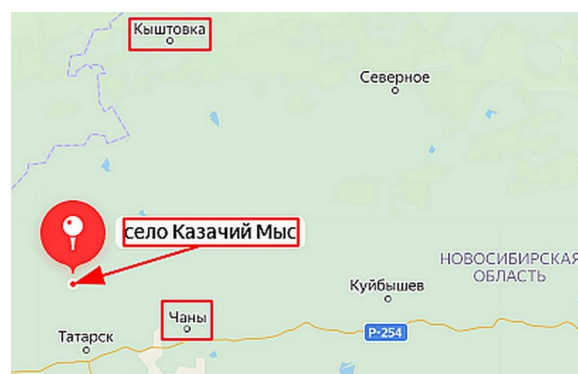 Кыштовка
Северное
село Казачий Мыс
НОВОСИБИРСКАЯ
ОБЛАСТЬ
Куйбышев
Чаны
Р-254
Татарск